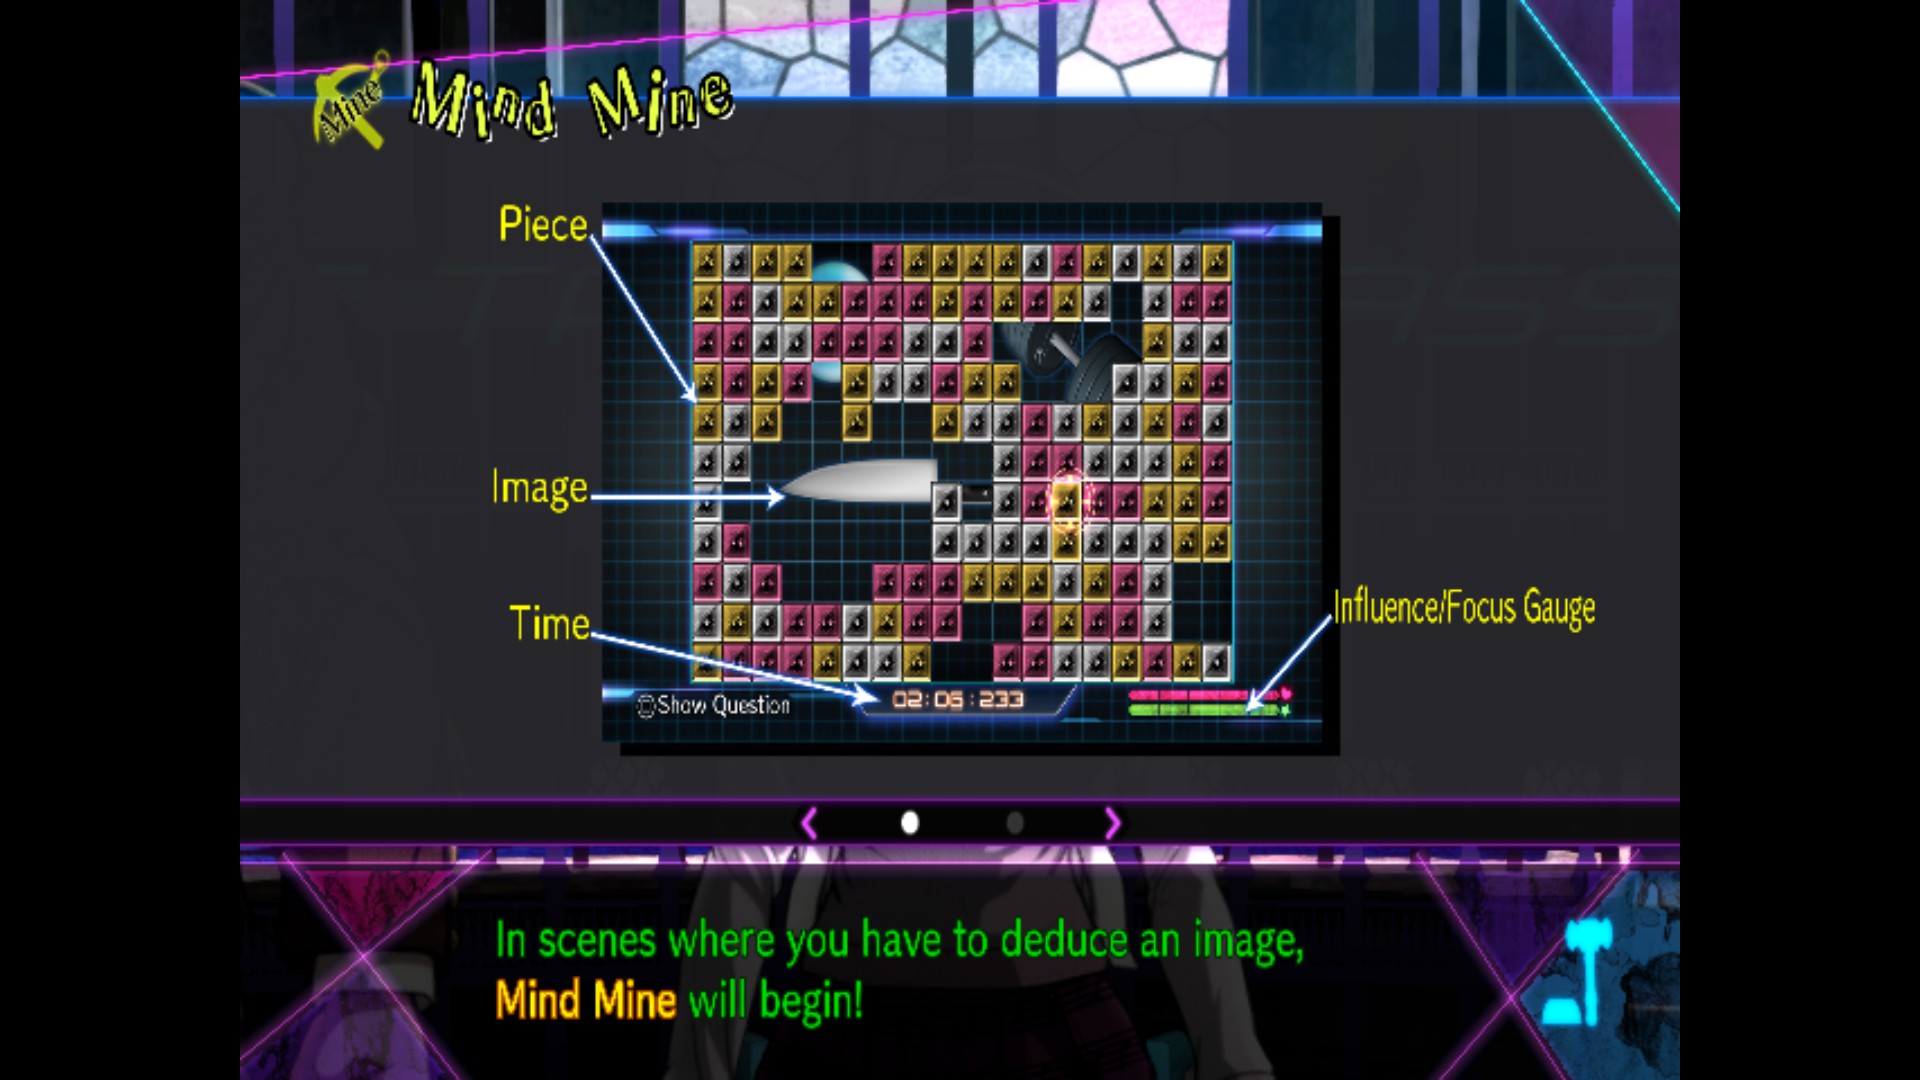 Mine
Mind Mine
Piece
Image
Time
Influence/Focus Gauge
Show Question
02:06:233
In scenes where you have to deduce an image,
Mind Mine will begin!